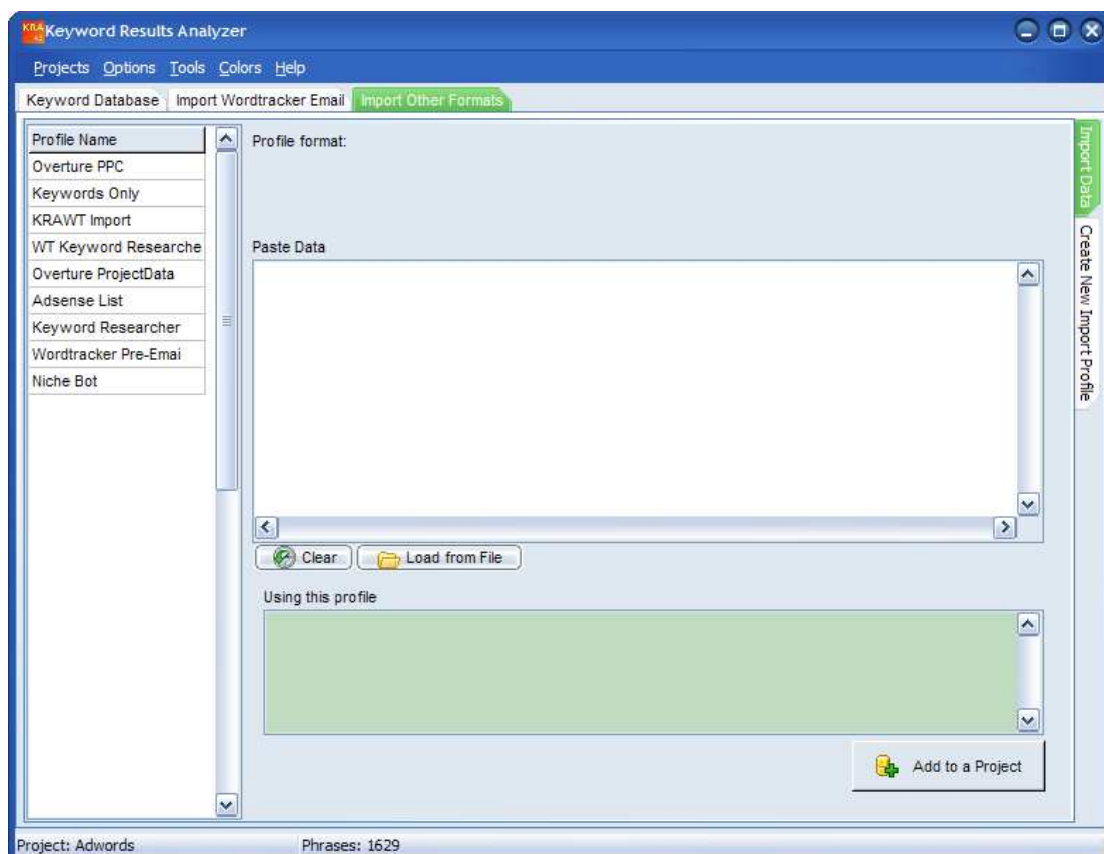 KRA Keyword Results Analyzer
Projects Options Tools Colors Help
Keyword Database Import Wordtracker Email Import Other Formats
Profile Name
Overture PPC
Keywords Only
KRAWT Import
WT Keyword Researche
Overture ProjectData
Adsense List
Keyword Researcher
Wordtracker Pre-Emai
Niche Bot
Profile format:
Paste Data
Clear Load from File
Using this profile
Add to a Project
Import Data
Create New Import Profile
Project: Adwords Phrases: 1629